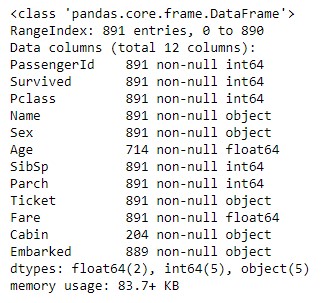 <class 'pandas.core.frame.DataFrame'>
RangeIndex: 891 entries, 0 to 890
Data columns (total 12 columns):
PassengerId    891 non-null int64
Survived       891 non-null int64
Pclass         891 non-null int64
Name           891 non-null object
Sex            891 non-null object
Age            714 non-null float64
SibSp          891 non-null int64
Parch          891 non-null int64
Ticket         891 non-null object
Fare           891 non-null float64
Cabin          204 non-null object
Embarked       889 non-null object
dtypes: float64(2), int64(5), object(5)
memory usage: 83.7+ KB